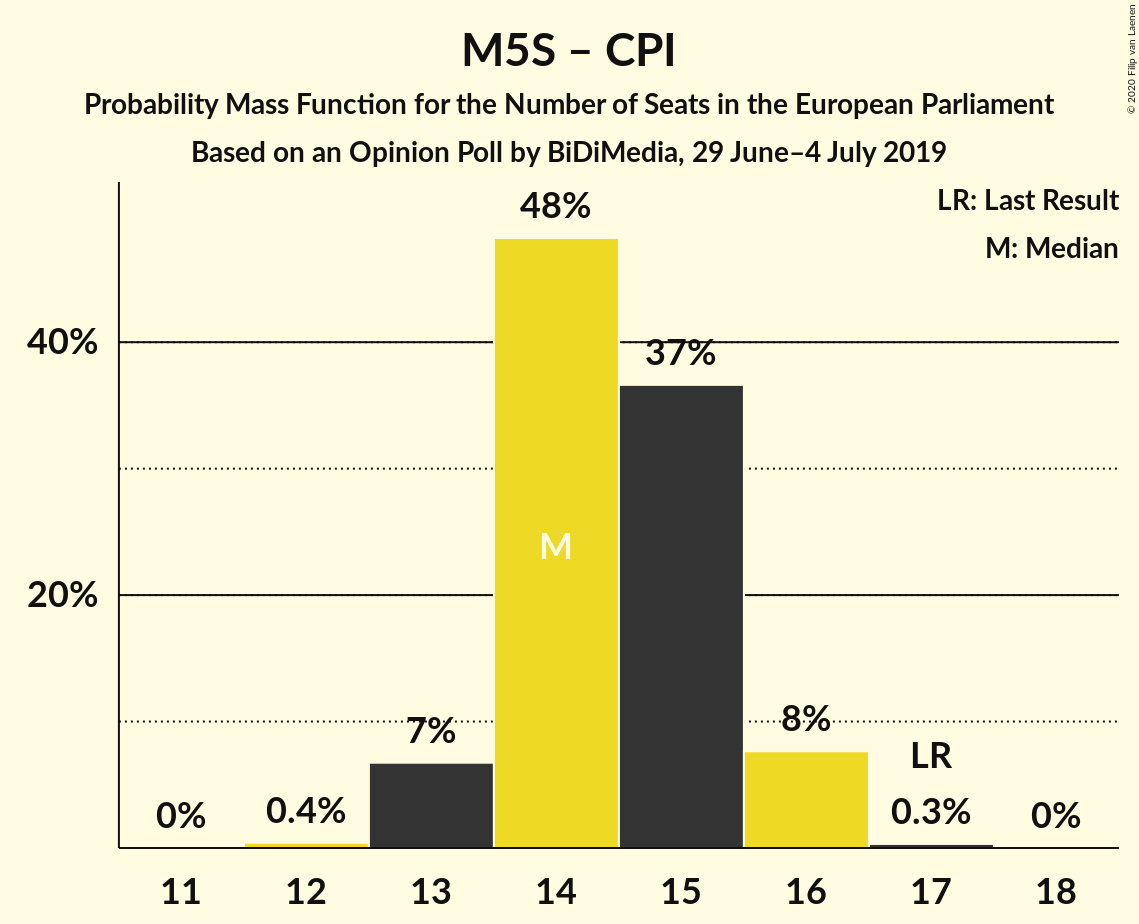 M5S – CPI
Probability Mass Function for the Number of Seats in the European Parliament
Based on an Opinion Poll by BiDiMedia, 29 June–4 July 2019
© 2020 Filip van Laenen
LR: Last Result
M: Median
48%
40%
37%
M
20%
7%
8%
LR
0%
0.4%
0.3%
0%
11 12 13 14 15 16 17 18